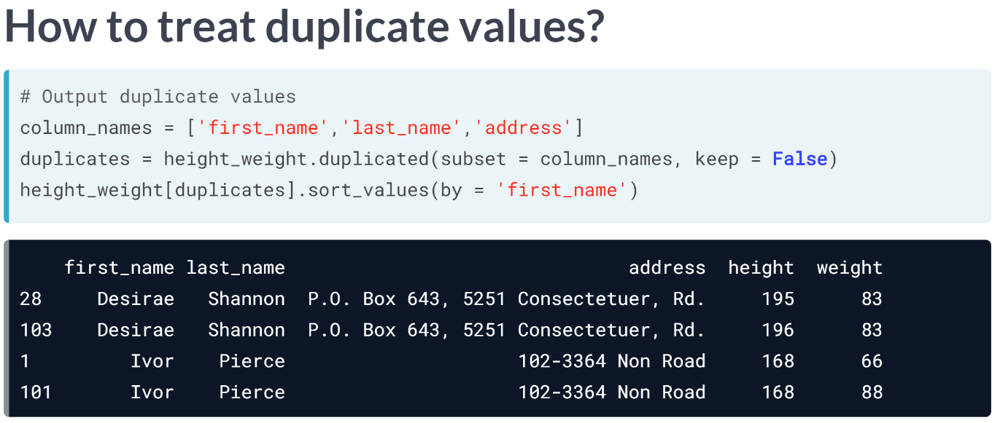 How to treat duplicate values?
# Output duplicate values
column_names = ['first_name','last_name','address']
duplicates = height_weight.duplicated(subset = column_names, keep = False)
height_weight[duplicates].sort_values(by = 'first_name')
first_name last_name address height weight
28 Desirae Shannon P.O. Box 643, 5251 Consectetuer, Rd. 195 83
103 Desirae Shannon P.O. Box 643, 5251 Consectetuer, Rd. 196 83
1 Ivor Pierce 102-3364 Non Road 168 66
101 Ivor Pierce 102-3364 Non Road 168 88